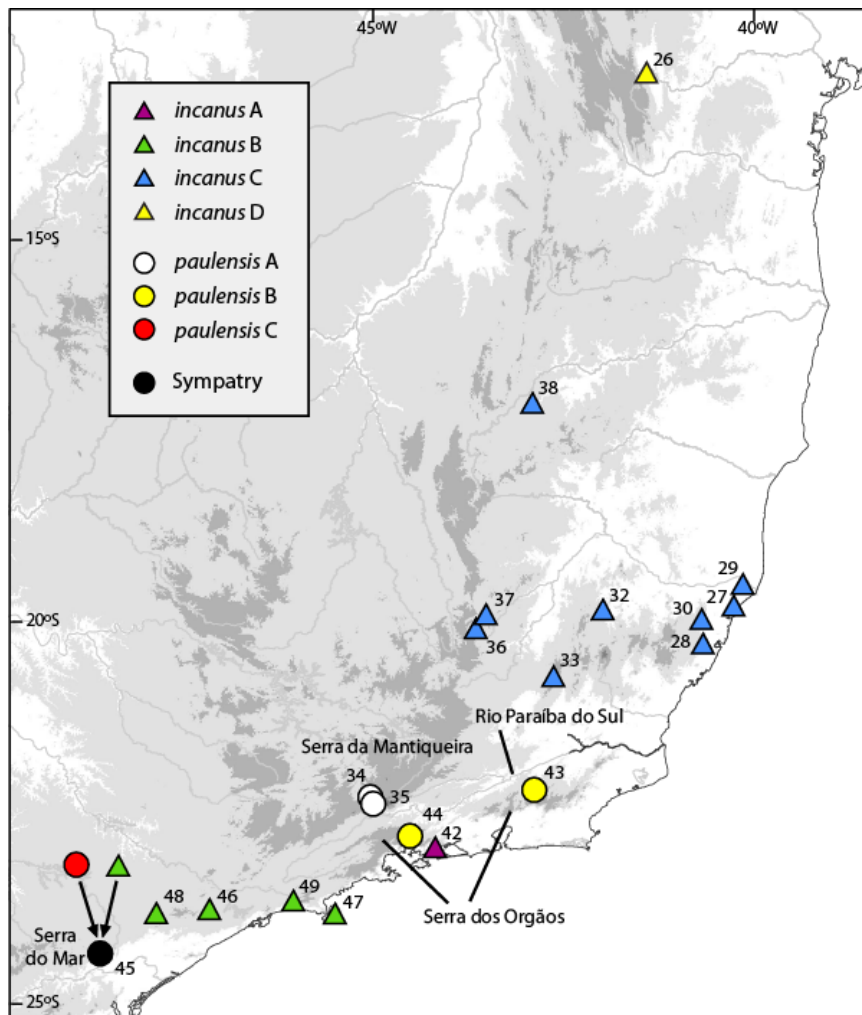 45ºW
40ºW
26
incanus A
incanus B
incanus C
incanus D
paulensis A
paulensis B
paulensis C
Sympatry
15ºS
38
29
27
37
32
30
20ºS
36
28
33
Rio Paraíba do Sul
Serra da Mantiqueira
34
35
43
44
42
48
46
49
47
Serra dos Orgãos
Serra
do Mar
45
25ºS